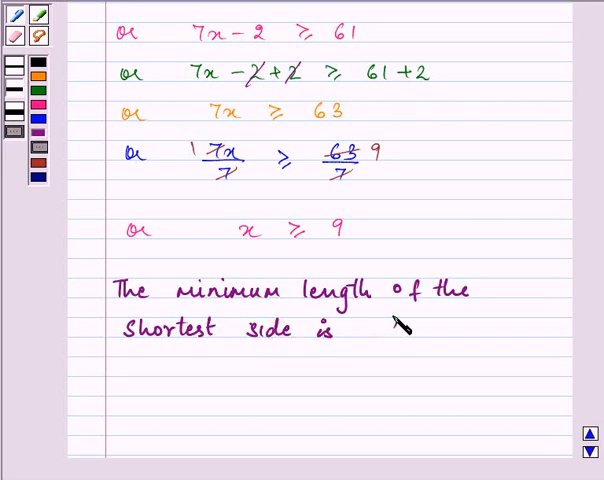 or 7x - 2 ≥ 61
or 7x - 2 + 2 ≥ 61 + 2
or 7x ≥ 63
or 1 7x/7 ≥ 63/7 9
or x ≥ 9
The minimum length of the
shortest side is